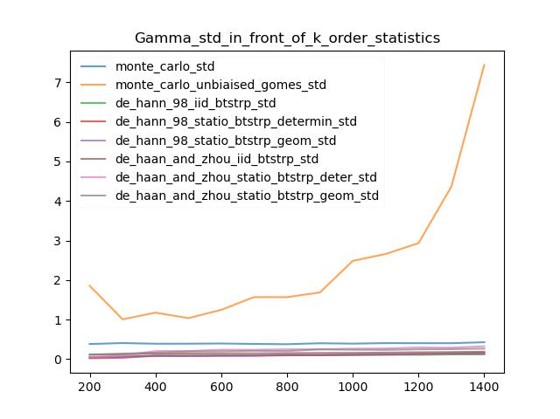 Gamma_std_in_front_of_k_order_statistics
monte_carlo_std
monte_carlo_unbiaised_gomes_std
de_hann_98_iid_btstrp_std
de_hann_98_statio_btstrp_determin_std
de_hann_98_statio_btstrp_geom_std
de_haan_and_zhou_iid_btstrp_std
de_haan_and_zhou_statio_btstrp_deter_std
de_haan_and_zhou_statio_btstrp_geom_std
7
6
5
4
3
2
1
0
200 400 600 800 1000 1200 1400